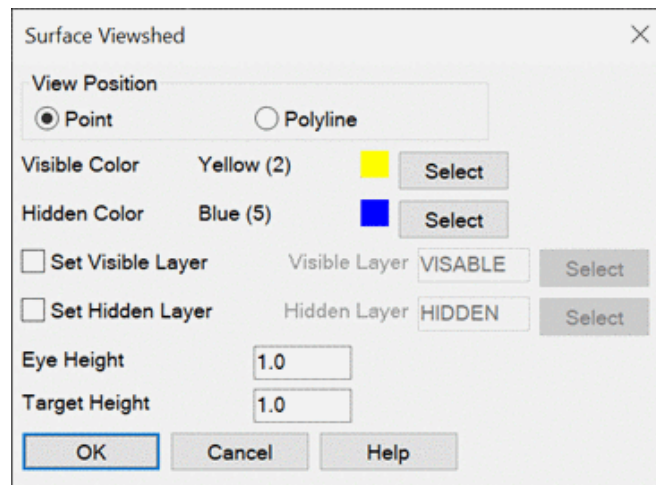 Surface Viewshed
View Position
Point Polyline
Visible Color Yellow (2) Select
Hidden Color Blue (5) Select
Set Visible Layer Visible Layer VISABLE Select
Set Hidden Layer Hidden Layer HIDDEN Select
Eye Height 1.0
Target Height 1.0
OK Cancel Help